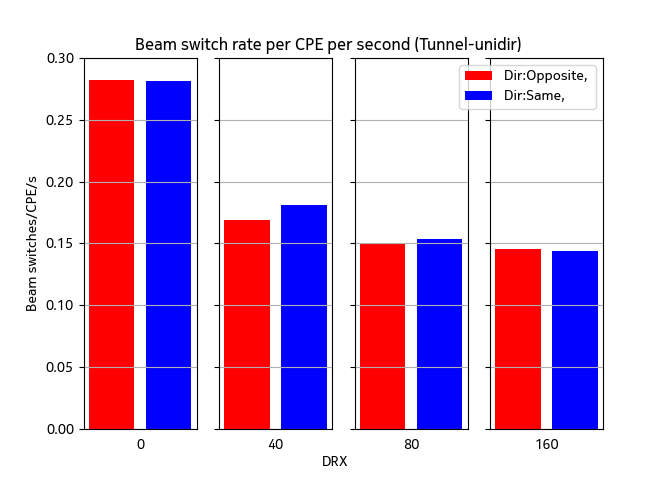 Beam switch rate per CPE per second (Tunnel-unidir)
Dir:Opposite,
Dir:Same,
Beam switches/CPE/s
0.30
0.25
0.20
0.15
0.10
0.05
0.00
0
40
80
160
DRX